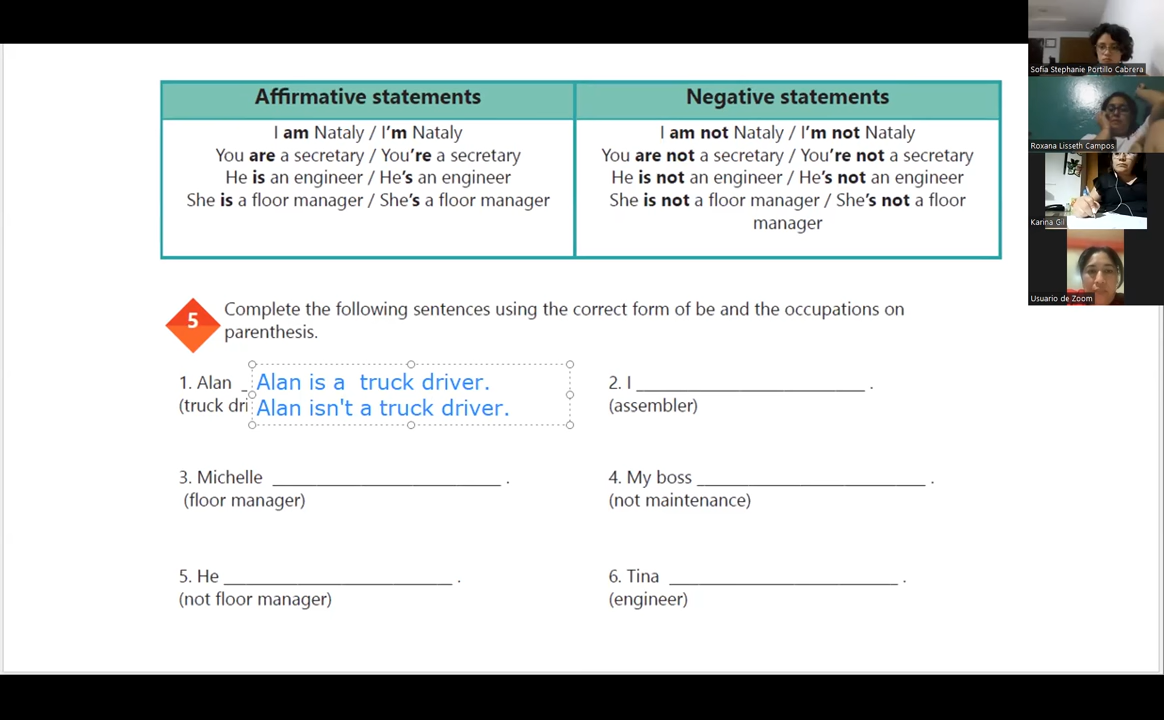 Affirmative statements
Negative statements
I am Nataly / I'm Nataly
You are a secretary / You're a secretary
He is an engineer / He's an engineer
She is a floor manager / She's a floor manager
I am not Nataly / I'm not Nataly
You are not a secretary / You're not a secretary
He is not an engineer / He's not an engineer
She is not a floor manager / She's not a floor
manager
5
Complete the following sentences using the correct form of be and the occupations on
parenthesis.
1. Alan _
(truck dri
Alan is a  truck driver.
Alan isn't a truck driver.
2. I ________________________ .
(assembler)
3. Michelle ________________________ .
(floor manager)
4. My boss ________________________ .
(not maintenance)
5. He ________________________ .
(not floor manager)
6. Tina ________________________ .
(engineer)
Sofia Stephanie Portillo Cabrera
Roxana Lisseth Campos
Karina Gil
Usuario de Zoom